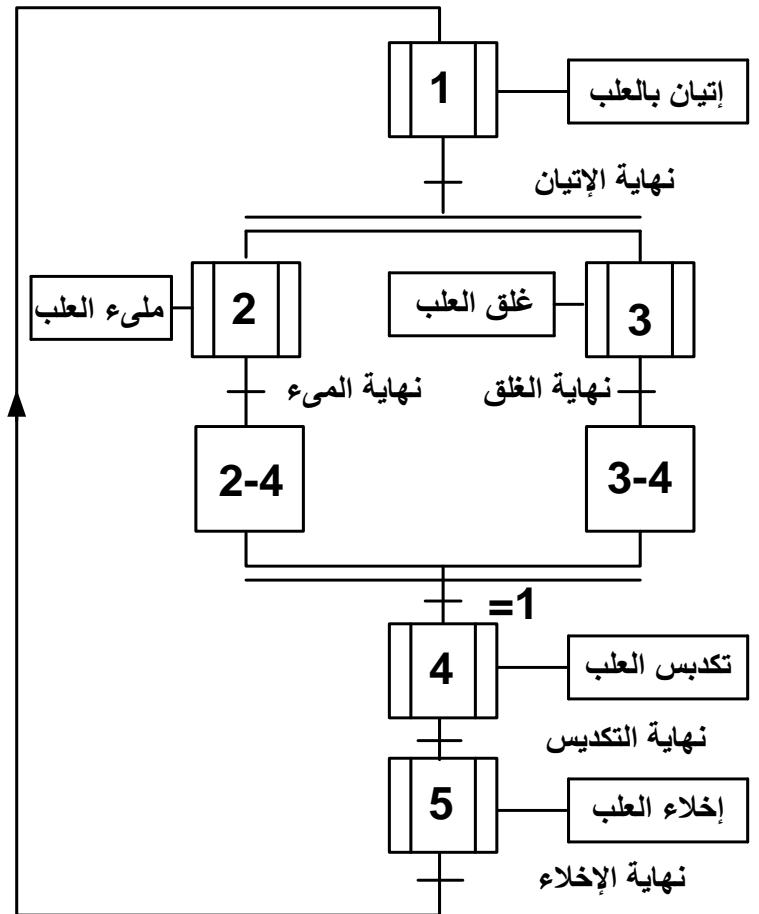 1
إتيان بالعلب
نهاية الإتيان
ملىء العلب
2
غلق العلب
3
نهاية المىء
نهاية الغلق
2-4
3-4
=1
4
تكدبس العلب
نهاية التكديس
5
إخلاء العلب
نهاية الإخلاء